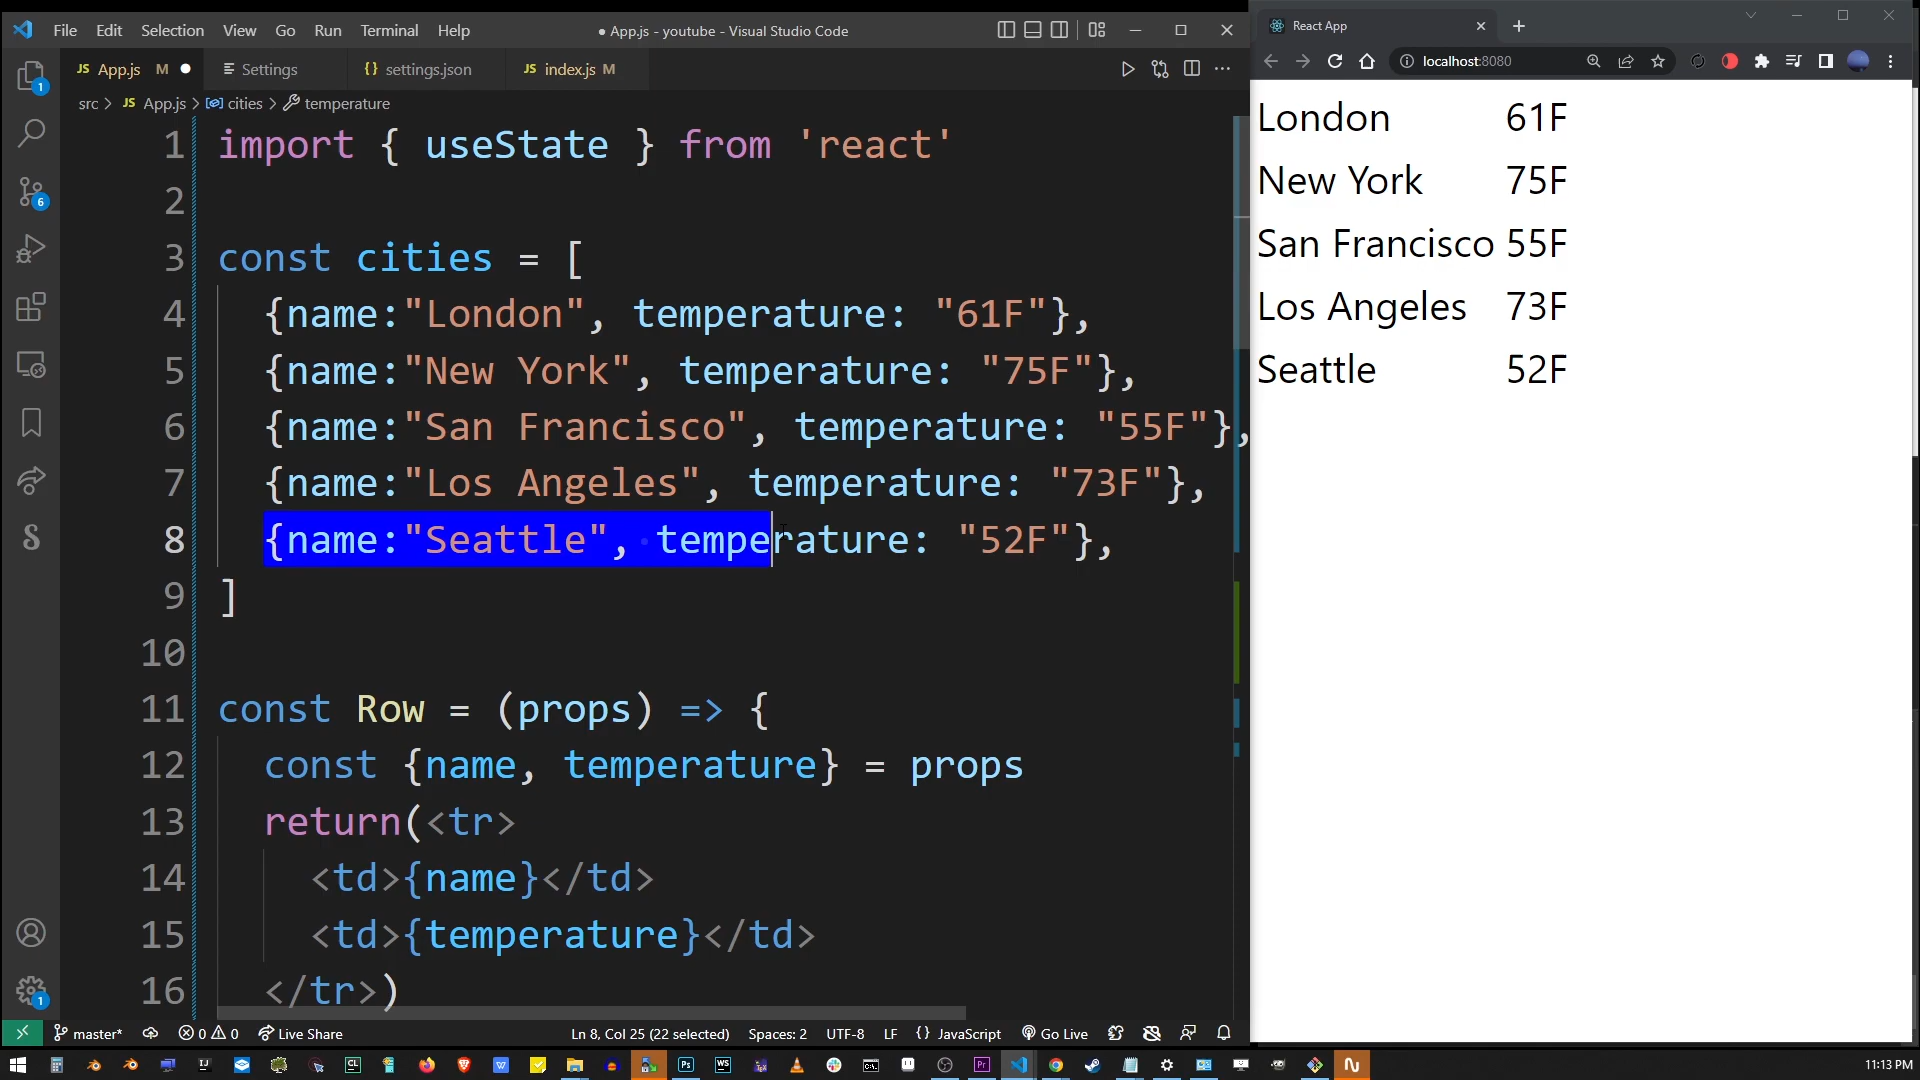 File Edit Selection View Go Run Terminal Help
● App.js - youtube - Visual Studio Code
JS App.js M ●
Settings
{} settings.json
JS index.js M
src > JS App.js > cities > temperature
1 import { useState } from 'react'
2
3 const cities = [
4 {name:"London", temperature: "61F"},
5 {name:"New York", temperature: "75F"},
6 {name:"San Francisco", temperature: "55F"},
7 {name:"Los Angeles", temperature: "73F"},
8 {name:"Seattle", temperature: "52F"},
9 ]
10
11 const Row = (props) => {
12 const {name, temperature} = props
13 return(<tr>
14 <td>{name}</td>
15 <td>{temperature}</td>
16 </tr>)
1
6
1
master* 0 0 Live Share
Ln 8, Col 25 (22 selected) Spaces: 2 UTF-8 LF {} JavaScript Go Live
React App
localhost:8080
London 61F
New York 75F
San Francisco 55F
Los Angeles 73F
Seattle 52F
11:13 PM